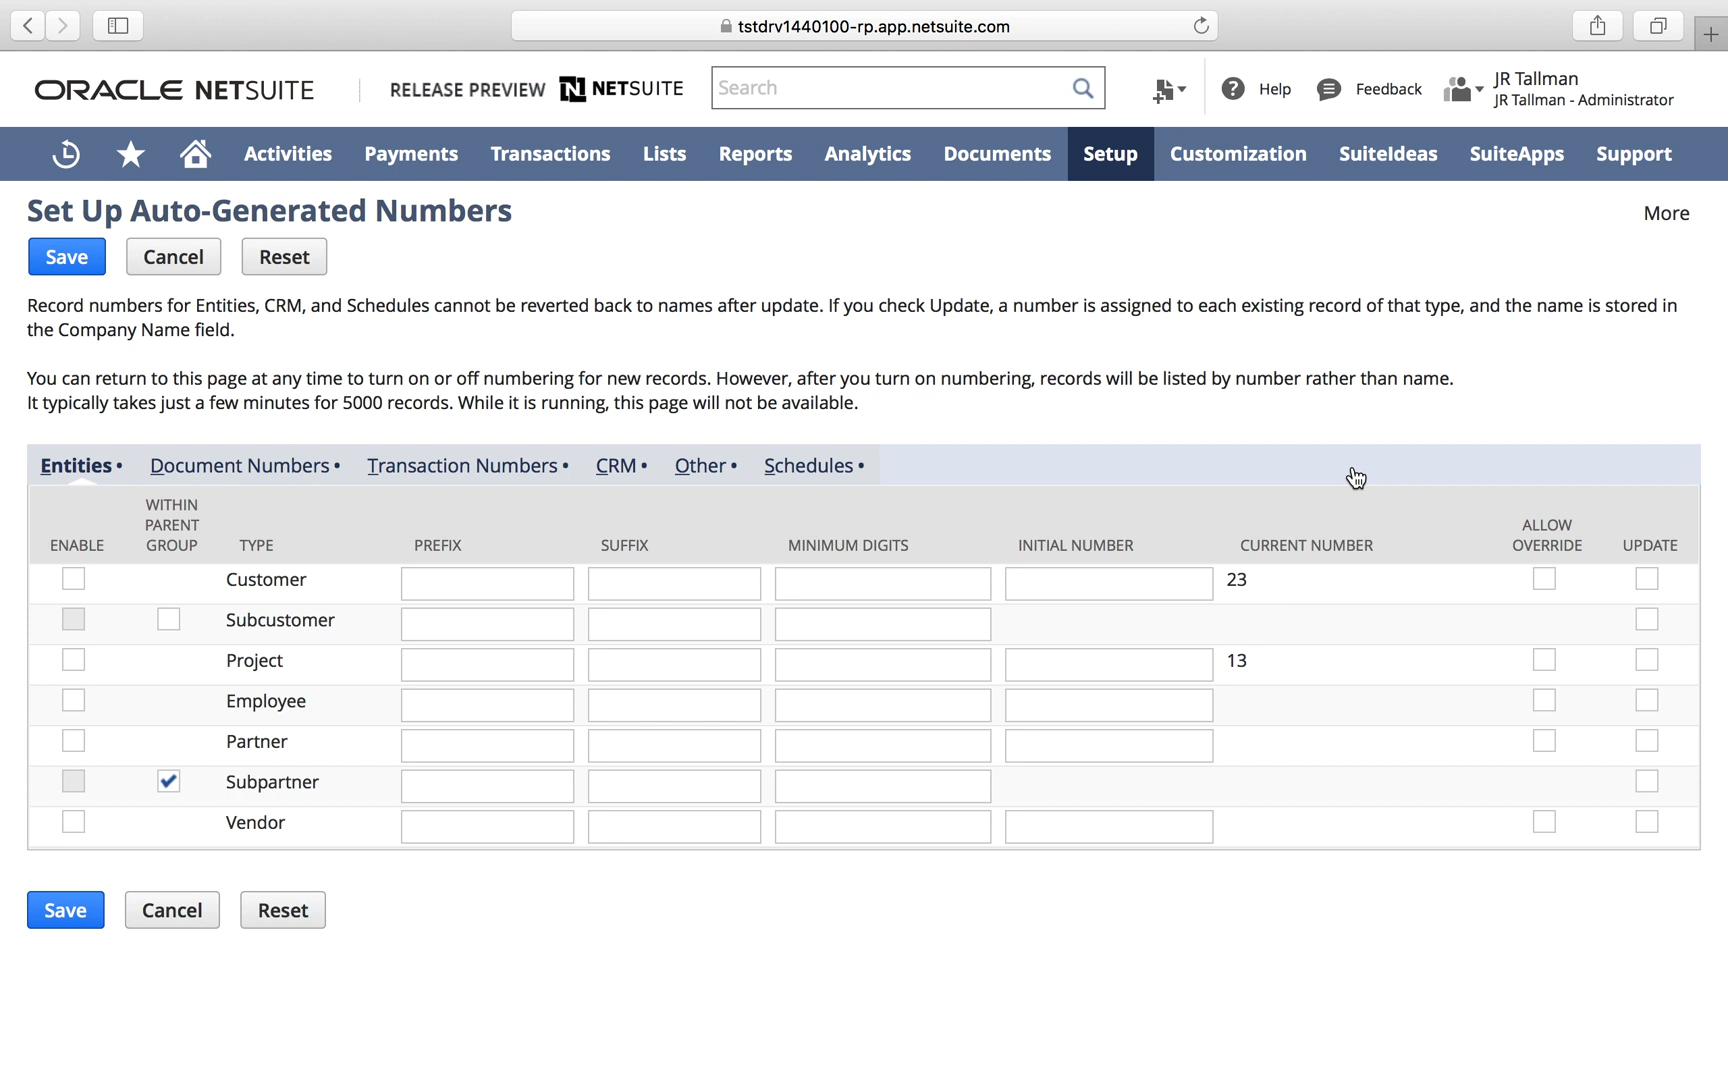 tstdrv1440100-rp.app.netsuite.com
ORACLE NETSUITE
RELEASE PREVIEW
N NETSUITE
Search
Help
Feedback
JR Tallman
JR Tallman - Administrator
Activities
Payments
Transactions
Lists
Reports
Analytics
Documents
Setup
Customization
SuiteIdeas
SuiteApps
Support
Set Up Auto-Generated Numbers
More
Save
Cancel
Reset
Record numbers for Entities, CRM, and Schedules cannot be reverted back to names after update. If you check Update, a number is assigned to each existing record of that type, and the name is stored in
the Company Name field.
You can return to this page at any time to turn on or off numbering for new records. However, after you turn on numbering, records will be listed by number rather than name.
It typically takes just a few minutes for 5000 records. While it is running, this page will not be available.
Entities •
Document Numbers •
Transaction Numbers •
CRM •
Other •
Schedules •
ENABLE
WITHIN
PARENT
GROUP
TYPE
PREFIX
SUFFIX
MINIMUM DIGITS
INITIAL NUMBER
CURRENT NUMBER
ALLOW
OVERRIDE
UPDATE
Customer
23
Subcustomer
Project
13
Employee
Partner
Subpartner
Vendor
Save
Cancel
Reset